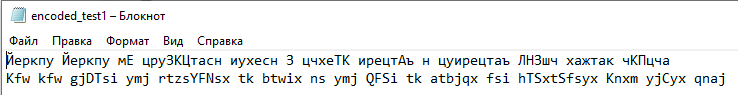 encoded_test1 – Блокнот
Файл Правка Формат Вид Справка
Йеркпу Йеркпу мЕ цруЗКЦтасн иухесн З цчхеТК ирецтАъ н цуирецтаъ ЛНЗшч хажтак чКПцча
Kfw kfw gjDTsi ymj rtzsYFNsx tk btwix ns ymj QFSi tk atbjqx fsi hTSxtSfsyx Knxm yjCyx qnaj